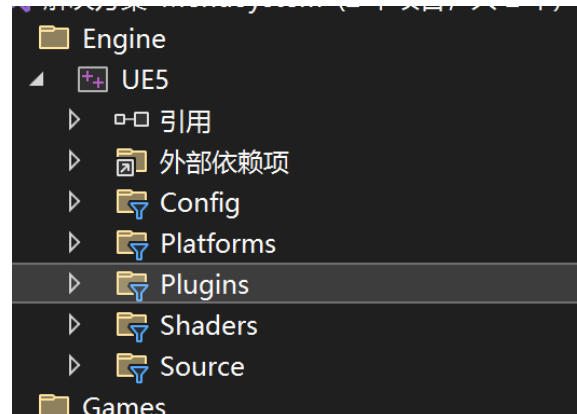 Engine
UE5
引用
外部依赖项
Config
Platforms
Plugins
Shaders
Source
Games